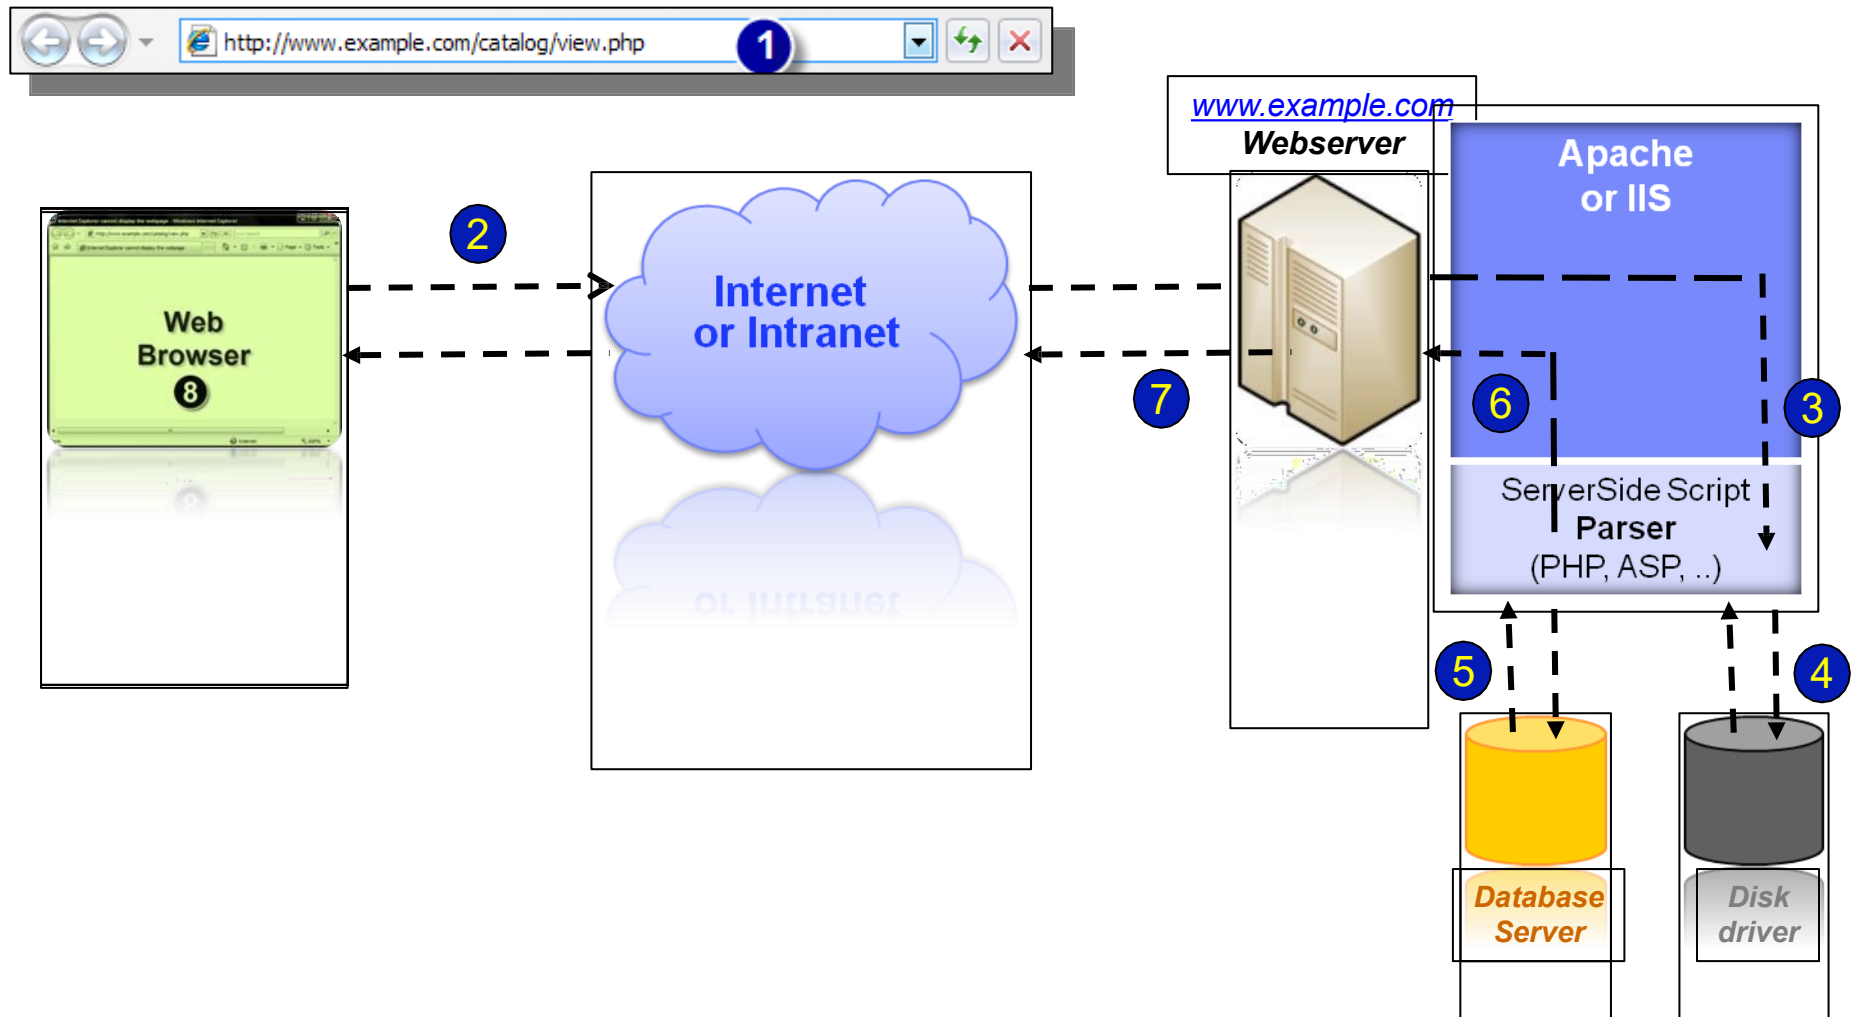 http://www.example.com/catalog/view.php
1
www.example.com
Webserver
Apache
or IIS
2
Internet
or Intranet
Web
Browser
8
7
6
3
ServerSide Script
Parser
(PHP, ASP, ..)
5
4
Database
Server
Disk
driver